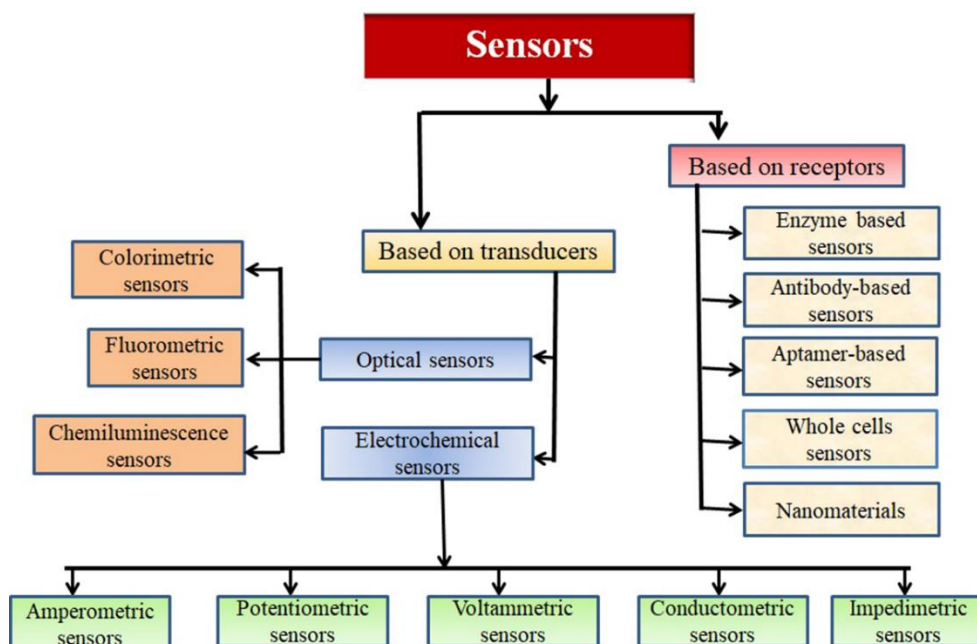 Sensors
Based on receptors
Enzyme based
sensors
Based on transducers
Colorimetric
sensors
Antibody-based
sensors
Fluorometric
sensors
Optical sensors
Aptamer-based
sensors
Chemiluminescence
sensors
Electrochemical
sensors
Whole cells
sensors
Nanomaterials
Amperometric
sensors
Potentiometric
sensors
Voltammetric
sensors
Conductometric
sensors
Impedimetric
sensors